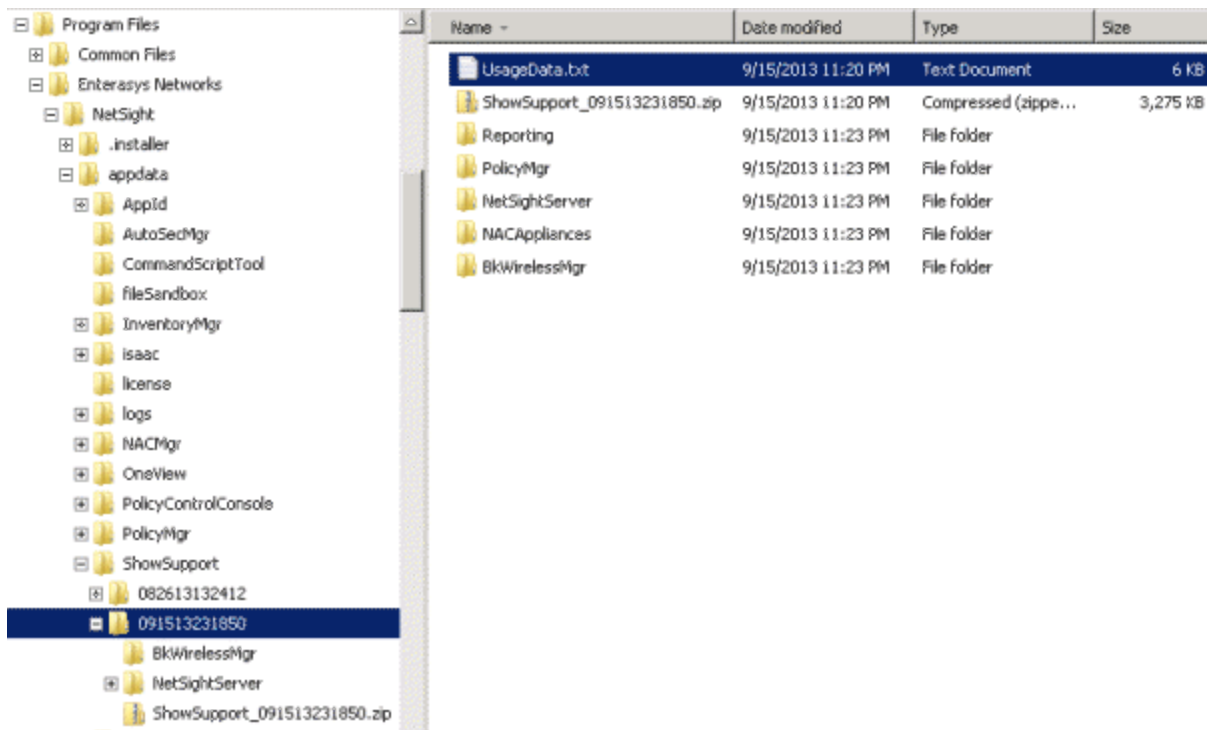 Program Files
Common Files
Enterasys Networks
NetSight
.installer
appdata
AppId
AutoSecMgr
CommandScriptTool
fileSandbox
InventoryMgr
isaac
license
logs
NACMgr
OneView
PolicyControlConsole
PolicyMgr
ShowSupport
082613132412
091513231850
BkWirelessMgr
NetSightServer
ShowSupport_091513231850.zip
Name Date modified Type Size
UsageData.txt 9/15/2013 11:20 PM Text Document 6 KB
ShowSupport_091513231850.zip 9/15/2013 11:20 PM Compressed (zippe... 3,275 KB
Reporting 9/15/2013 11:23 PM File folder
PolicyMgr 9/15/2013 11:23 PM File folder
NetSightServer 9/15/2013 11:23 PM File folder
NACAppliances 9/15/2013 11:23 PM File folder
BkWirelessMgr 9/15/2013 11:23 PM File folder